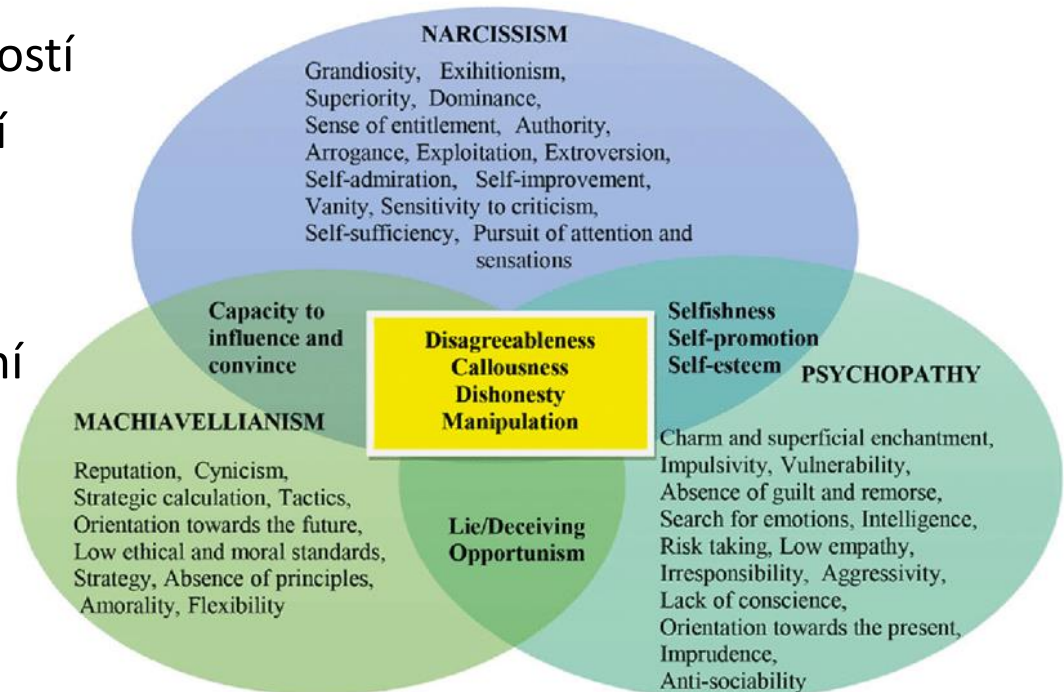 ostí
í
ní
NARCISSISM
Grandiosity, Exihitionism,
Superiority, Dominance,
Sense of entitlement, Authority,
Arrogance, Exploitation, Extroversion,
Self-admiration, Self-improvement,
Vanity, Sensitivity to criticism,
Self-sufficiency, Pursuit of attention and
sensations
Capacity to
influence and
convince
Disagreeableness
Callousness
Dishonesty
Manipulation
Selfishness
Self-promotion
Self-esteem
MACHIAVELLIANISM
Reputation, Cynicism,
Strategic calculation, Tactics,
Orientation towards the future,
Low ethical and moral standards,
Strategy, Absence of principles,
Amorality, Flexibility
Lie/Deceiving
Opportunism
PSYCHOPATHY
Charm and superficial enchantment,
Impulsivity, Vulnerability,
Absence of guilt and remorse,
Search for emotions, Intelligence,
Risk taking, Low empathy,
Irresponsibility, Aggressivity,
Lack of conscience,
Orientation towards the present,
Imprudence,
Anti-sociability